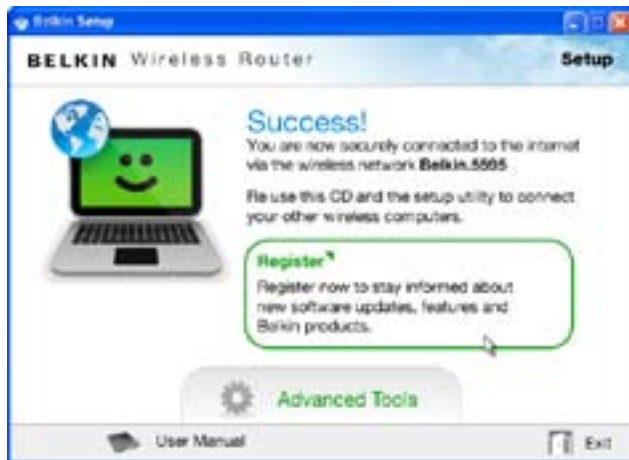 Belkin Setup
BELKIN Wireless Router
Setup
Success!
You are now securely connected to the internet
via the wireless network Belkin.5595
Re use this CD and the setup utility to connect
your other wireless computers.
Register
Register now to stay informed about
new software updates, features and
Belkin products.
Advanced Tools
User Manual
Exit